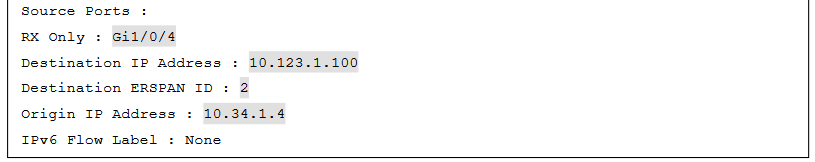 Source Ports :
RX Only : Gi1/0/4
Destination IP Address : 10.123.1.100
Destination ERSPAN ID : 2
Origin IP Address : 10.34.1.4
IPv6 Flow Label : None